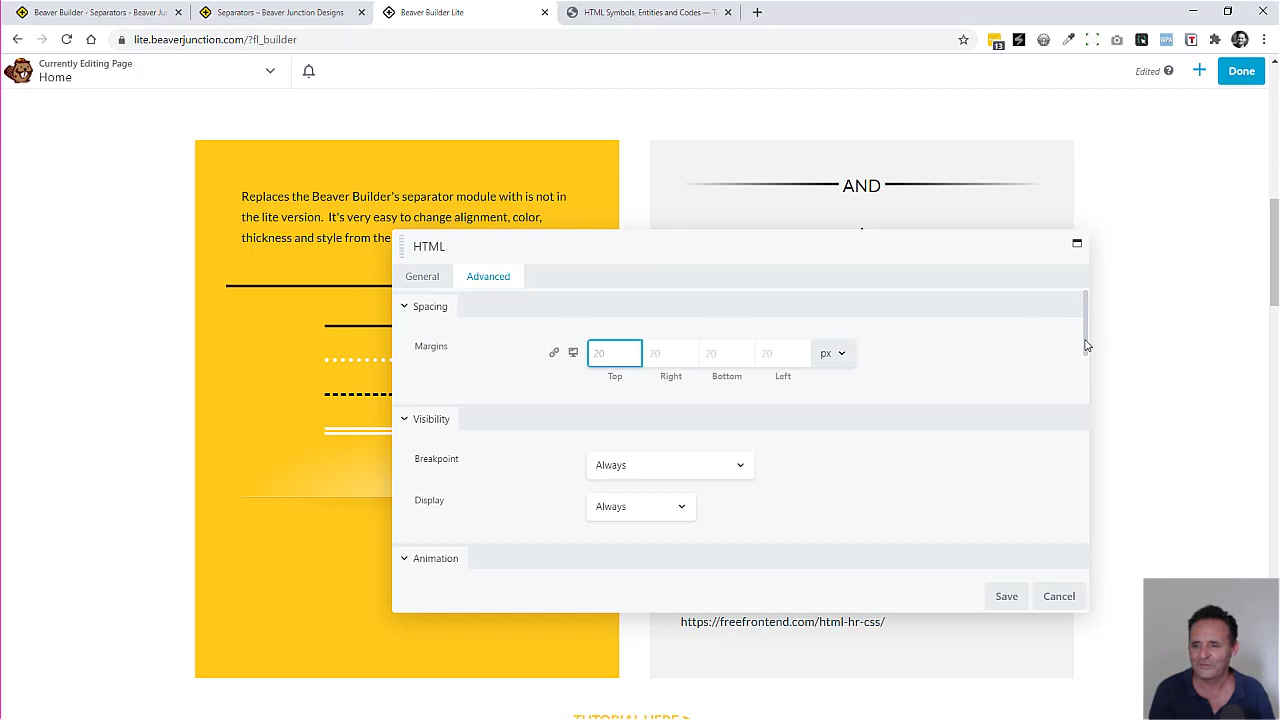 Beaver Builder - Separators - Beaver Ju
Separators – Beaver Junction Designs
Beaver Builder Lite
HTML Symbols, Entities and Codes — T
lite.beaverjunction.com/?fl_builder
13
WPA
T
Currently Editing Page
Home
Edited
Done
Replaces the Beaver Builder's separator module with is not in
the lite version. It's very easy to change alignment, color,
thickness and style from the
AND
HTML
General
Advanced
Spacing
Margins
20
20
20
20
px
Top
Right
Bottom
Left
Visibility
Breakpoint
Always
Display
Always
Animation
Save
Cancel
https://freefrontend.com/html-hr-css/
TUTORIAL HERE >